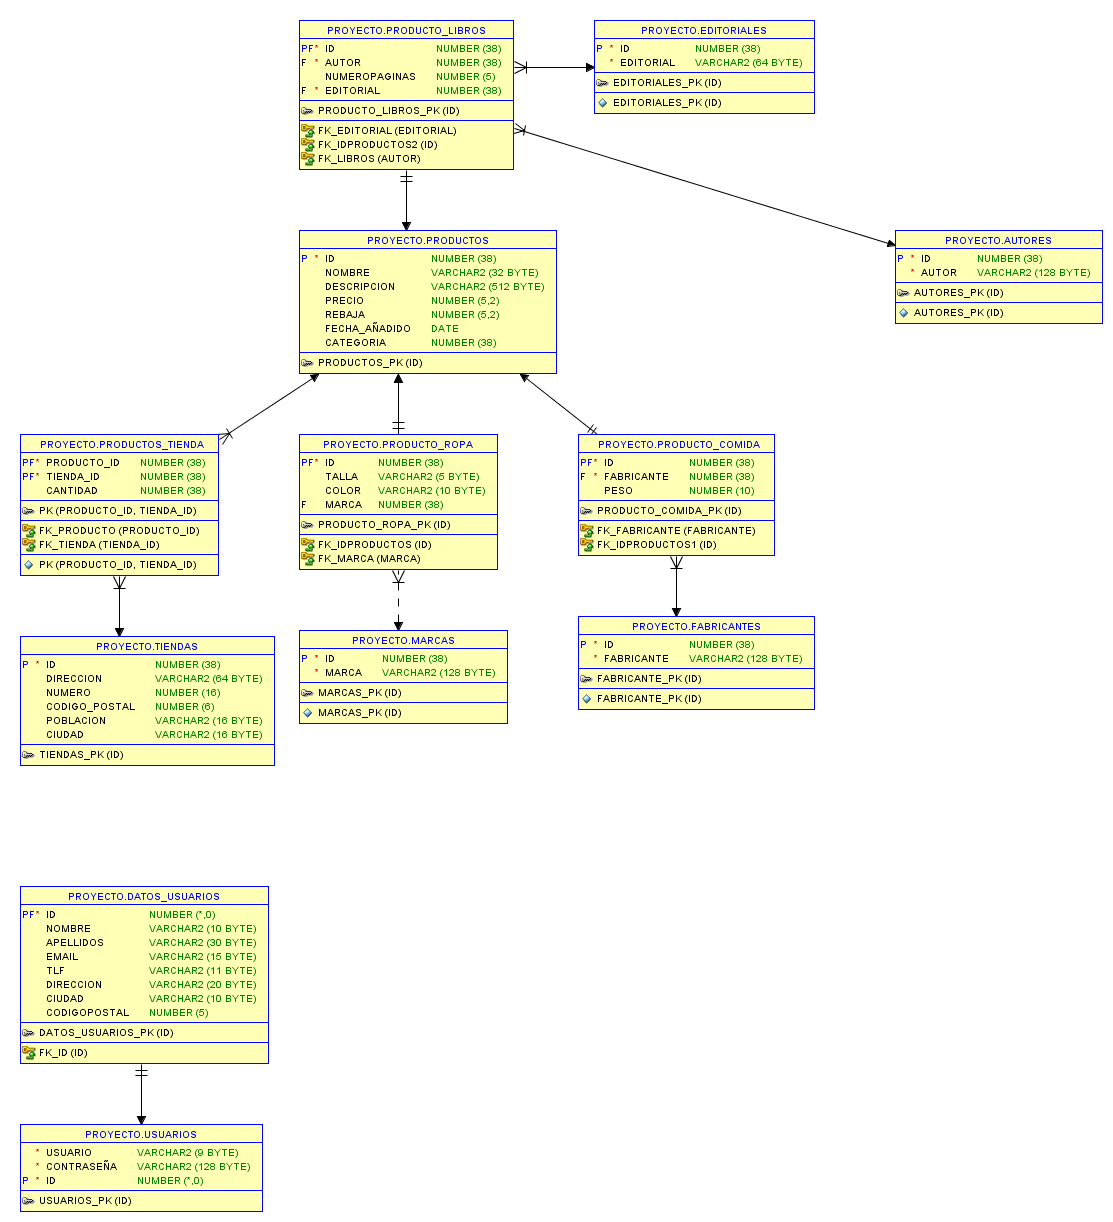 PROYECTO.PRODUCTO_LIBROS
PF* ID NUMBER (38)
F * AUTOR NUMBER (38)
NUMEROPAGINAS NUMBER (5)
F * EDITORIAL NUMBER (38)
PRODUCTO_LIBROS_PK (ID)
FK_EDITORIAL (EDITORIAL)
FK_IDPRODUCTOS2 (ID)
FK_LIBROS (AUTOR)
PROYECTO.EDITORIALES
P * ID NUMBER (38)
* EDITORIAL VARCHAR2 (64 BYTE)
EDITORIALES_PK (ID)
EDITORIALES_PK (ID)
PROYECTO.PRODUCTOS
P * ID NUMBER (38)
NOMBRE VARCHAR2 (32 BYTE)
DESCRIPCION VARCHAR2 (512 BYTE)
PRECIO NUMBER (5,2)
REBAJA NUMBER (5,2)
FECHA_AÑADIDO DATE
CATEGORIA NUMBER (38)
PRODUCTOS_PK (ID)
PROYECTO.AUTORES
P * ID NUMBER (38)
* AUTOR VARCHAR2 (128 BYTE)
AUTORES_PK (ID)
AUTORES_PK (ID)
PROYECTO.PRODUCTOS_TIENDA
PF* PRODUCTO_ID NUMBER (38)
PF* TIENDA_ID NUMBER (38)
CANTIDAD NUMBER (38)
PK (PRODUCTO_ID, TIENDA_ID)
FK_PRODUCTO (PRODUCTO_ID)
FK_TIENDA (TIENDA_ID)
PK (PRODUCTO_ID, TIENDA_ID)
PROYECTO.PRODUCTO_ROPA
PF* ID NUMBER (38)
TALLA VARCHAR2 (5 BYTE)
COLOR VARCHAR2 (10 BYTE)
F MARCA NUMBER (38)
PRODUCTO_ROPA_PK (ID)
FK_IDPRODUCTOS (ID)
FK_MARCA (MARCA)
PROYECTO.PRODUCTO_COMIDA
PF* ID NUMBER (38)
F * FABRICANTE NUMBER (38)
PESO NUMBER (10)
PRODUCTO_COMIDA_PK (ID)
FK_FABRICANTE (FABRICANTE)
FK_IDPRODUCTOS1 (ID)
PROYECTO.TIENDAS
P * ID NUMBER (38)
DIRECCION VARCHAR2 (64 BYTE)
NUMERO NUMBER (16)
CODIGO_POSTAL NUMBER (6)
POBLACION VARCHAR2 (16 BYTE)
CIUDAD VARCHAR2 (16 BYTE)
TIENDAS_PK (ID)
PROYECTO.MARCAS
P * ID NUMBER (38)
* MARCA VARCHAR2 (128 BYTE)
MARCAS_PK (ID)
MARCAS_PK (ID)
PROYECTO.FABRICANTES
P * ID NUMBER (38)
* FABRICANTE VARCHAR2 (128 BYTE)
FABRICANTE_PK (ID)
FABRICANTE_PK (ID)
PROYECTO.DATOS_USUARIOS
PF* ID NUMBER (*,0)
NOMBRE VARCHAR2 (10 BYTE)
APELLIDOS VARCHAR2 (30 BYTE)
EMAIL VARCHAR2 (15 BYTE)
TLF VARCHAR2 (11 BYTE)
DIRECCION VARCHAR2 (20 BYTE)
CIUDAD VARCHAR2 (10 BYTE)
CODIGOPOSTAL NUMBER (5)
DATOS_USUARIOS_PK (ID)
FK_ID (ID)
PROYECTO.USUARIOS
* USUARIO VARCHAR2 (9 BYTE)
* CONTRASEÑA VARCHAR2 (128 BYTE)
P * ID NUMBER (*,0)
USUARIOS_PK (ID)